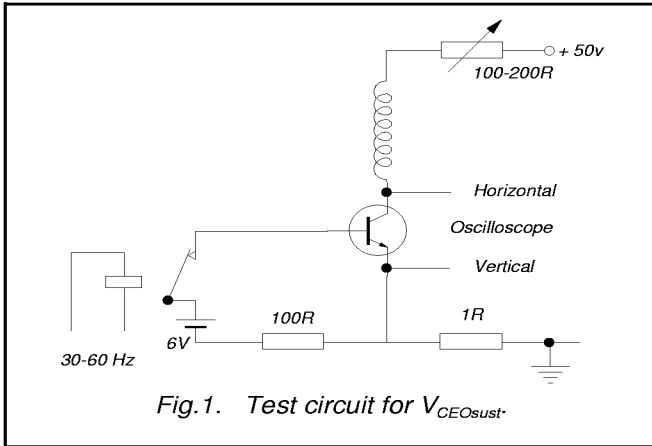 + 50v
100-200R
Horizontal
Oscilloscope
Vertical
100R
1R
6V
30-60 Hz
Fig.1. Test circuit for VCEOsust.